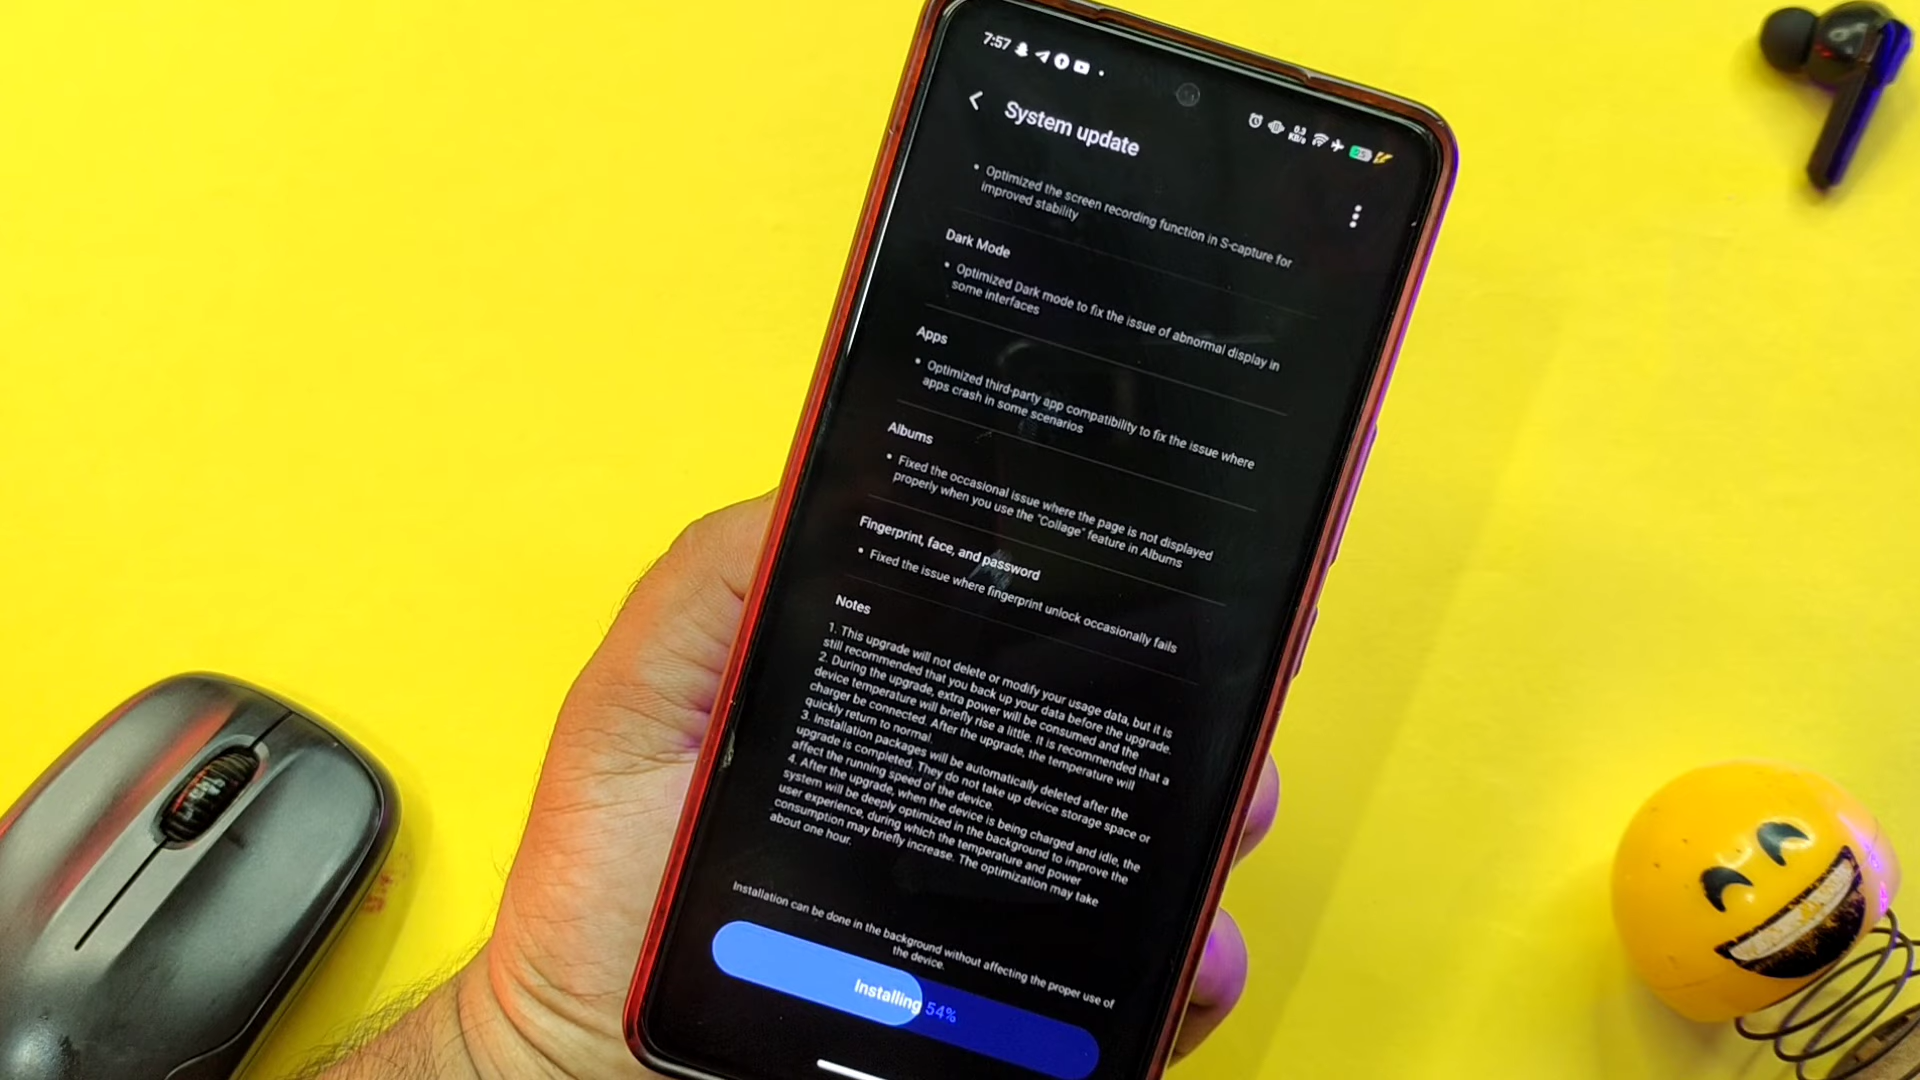 7:57
0.3
KB/s
System update
• Optimized the screen recording function in S-capture for
improved stability
Dark Mode
• Optimized Dark mode to fix the issue of abnormal display in
some interfaces
Apps
• Optimized third-party app compatibility to fix the issue where
apps crash in some scenarios
Albums
• Fixed the occasional issue where the page is not displayed
properly when you use the "Collage" feature in Albums
Fingerprint, face, and password
• Fixed the issue where fingerprint unlock occasionally fails
Notes
1. This upgrade will not delete or modify your usage data, but it is
still recommended that you back up your data before the upgrade.
2. During the upgrade, extra power will be consumed and the
device temperature will briefly rise a little. It is recommended that a
charger be connected. After the upgrade, the temperature will
quickly return to normal.
3. Installation packages will be automatically deleted after the
upgrade is completed. They do not take up device storage space or
affect the running speed of the device.
4. After the upgrade, when the device is being charged and idle, the
system will be deeply optimized in the background to improve the
user experience, during which the temperature and power
consumption may briefly increase. The optimization may take
about one hour.
Installation can be done in the background without affecting the proper use of
the device.
Installing 54%